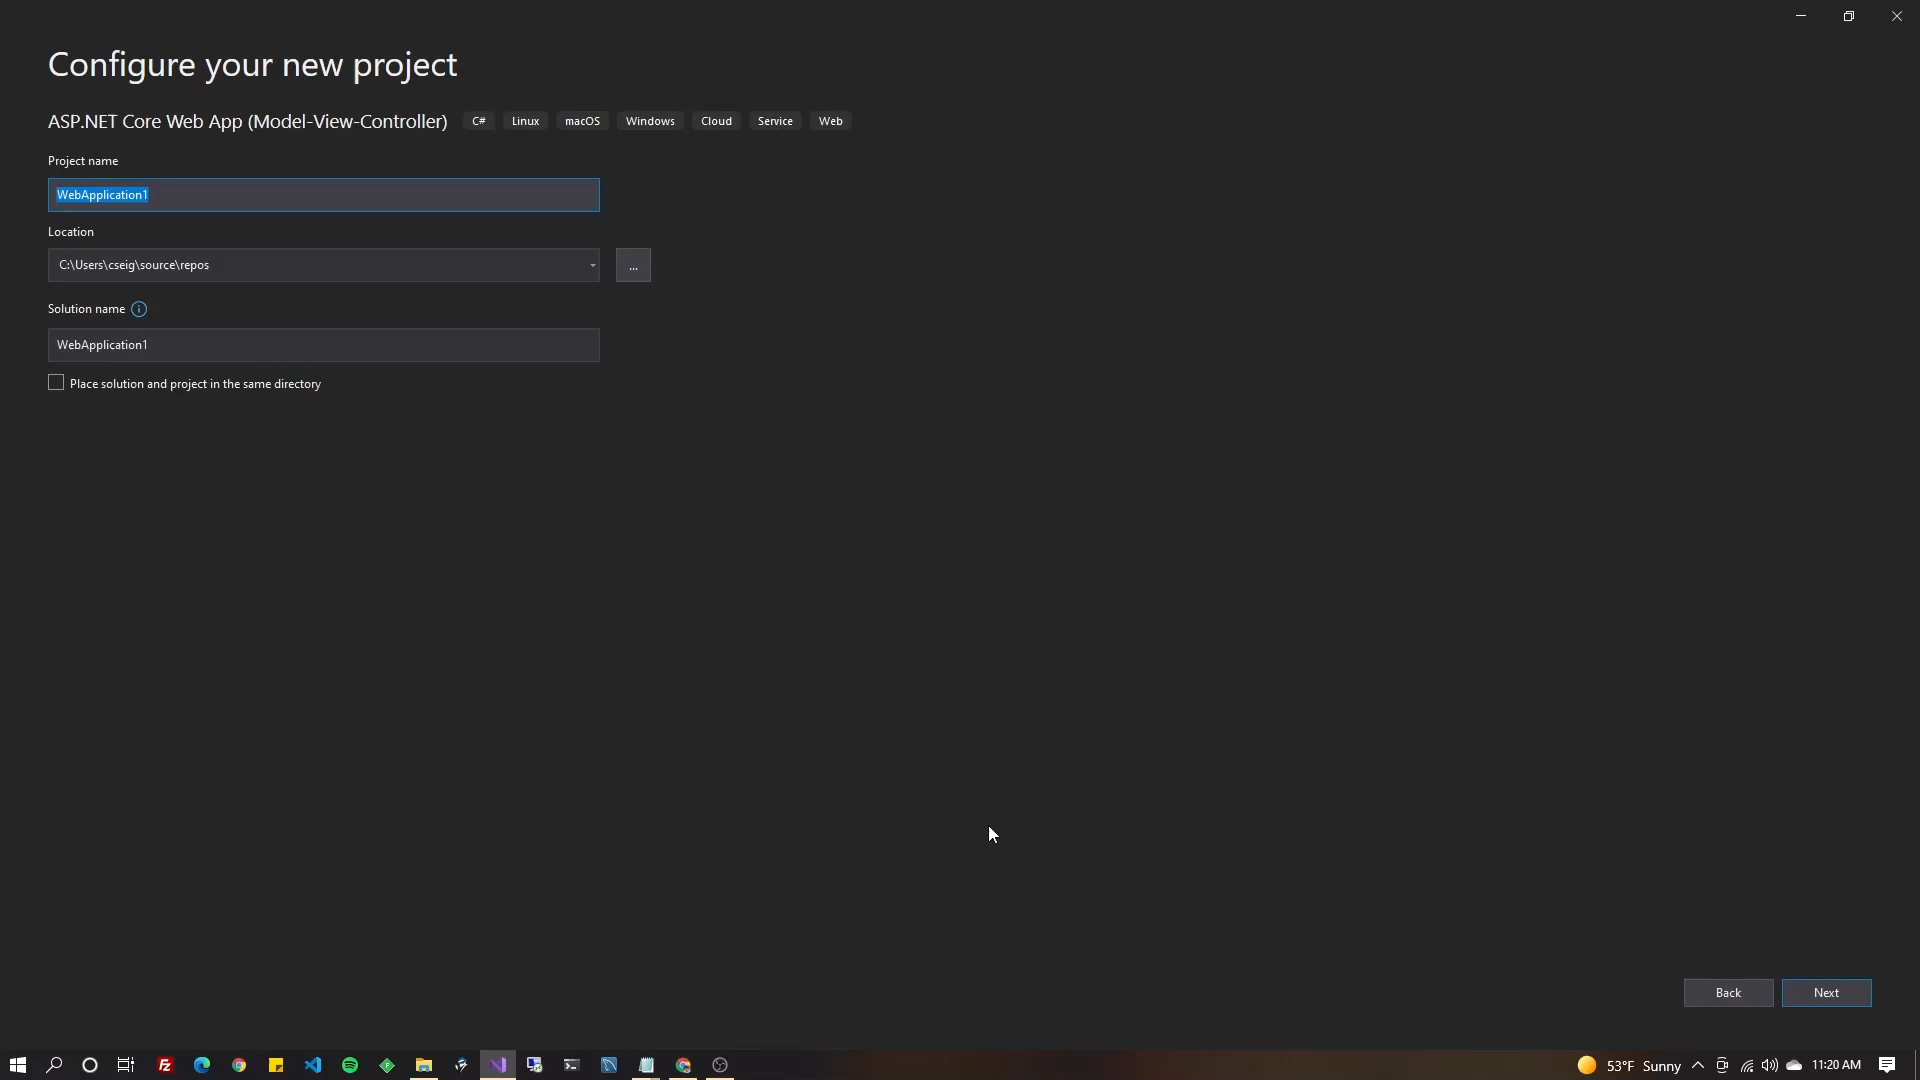 Configure your new project
ASP.NET Core Web App (Model-View-Controller) C# Linux macOS Windows Cloud Service Web
Project name
WebApplication1
Location
C:\Users\cseig\source\repos
...
Solution name
WebApplication1
Place solution and project in the same directory
Back Next
53°F Sunny 11:20 AM